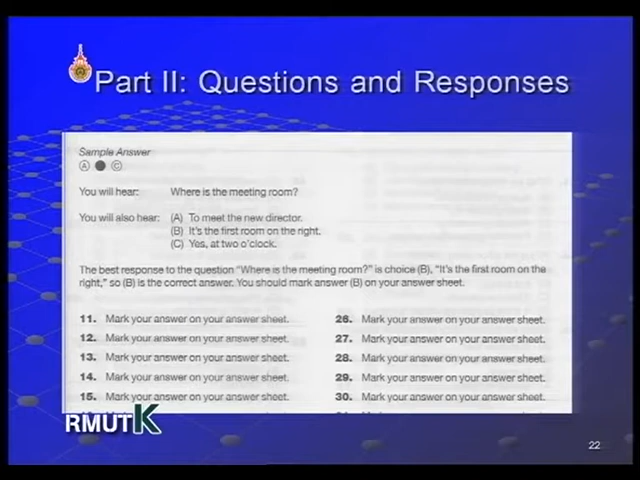 Part II: Questions and Responses
Sample Answer
A C
You will hear: Where is the meeting room?
You will also hear: (A) To meet the new director.
(B) It's the first room on the right.
(C) Yes, at two o'clock.
The best response to the question "Where is the meeting room?" is choice (B), "It's the first room on the
right," so (B) is the correct answer. You should mark answer (B) on your answer sheet.
11. Mark your answer on your answer sheet.
12. Mark your answer on your answer sheet.
13. Mark your answer on your answer sheet.
14. Mark your answer on your answer sheet.
15. Mark your answer on your answer sheet.
26. Mark your answer on your answer sheet.
27. Mark your answer on your answer sheet.
28. Mark your answer on your answer sheet.
29. Mark your answer on your answer sheet.
30. Mark your answer on your answer sheet.
RMUTK
22